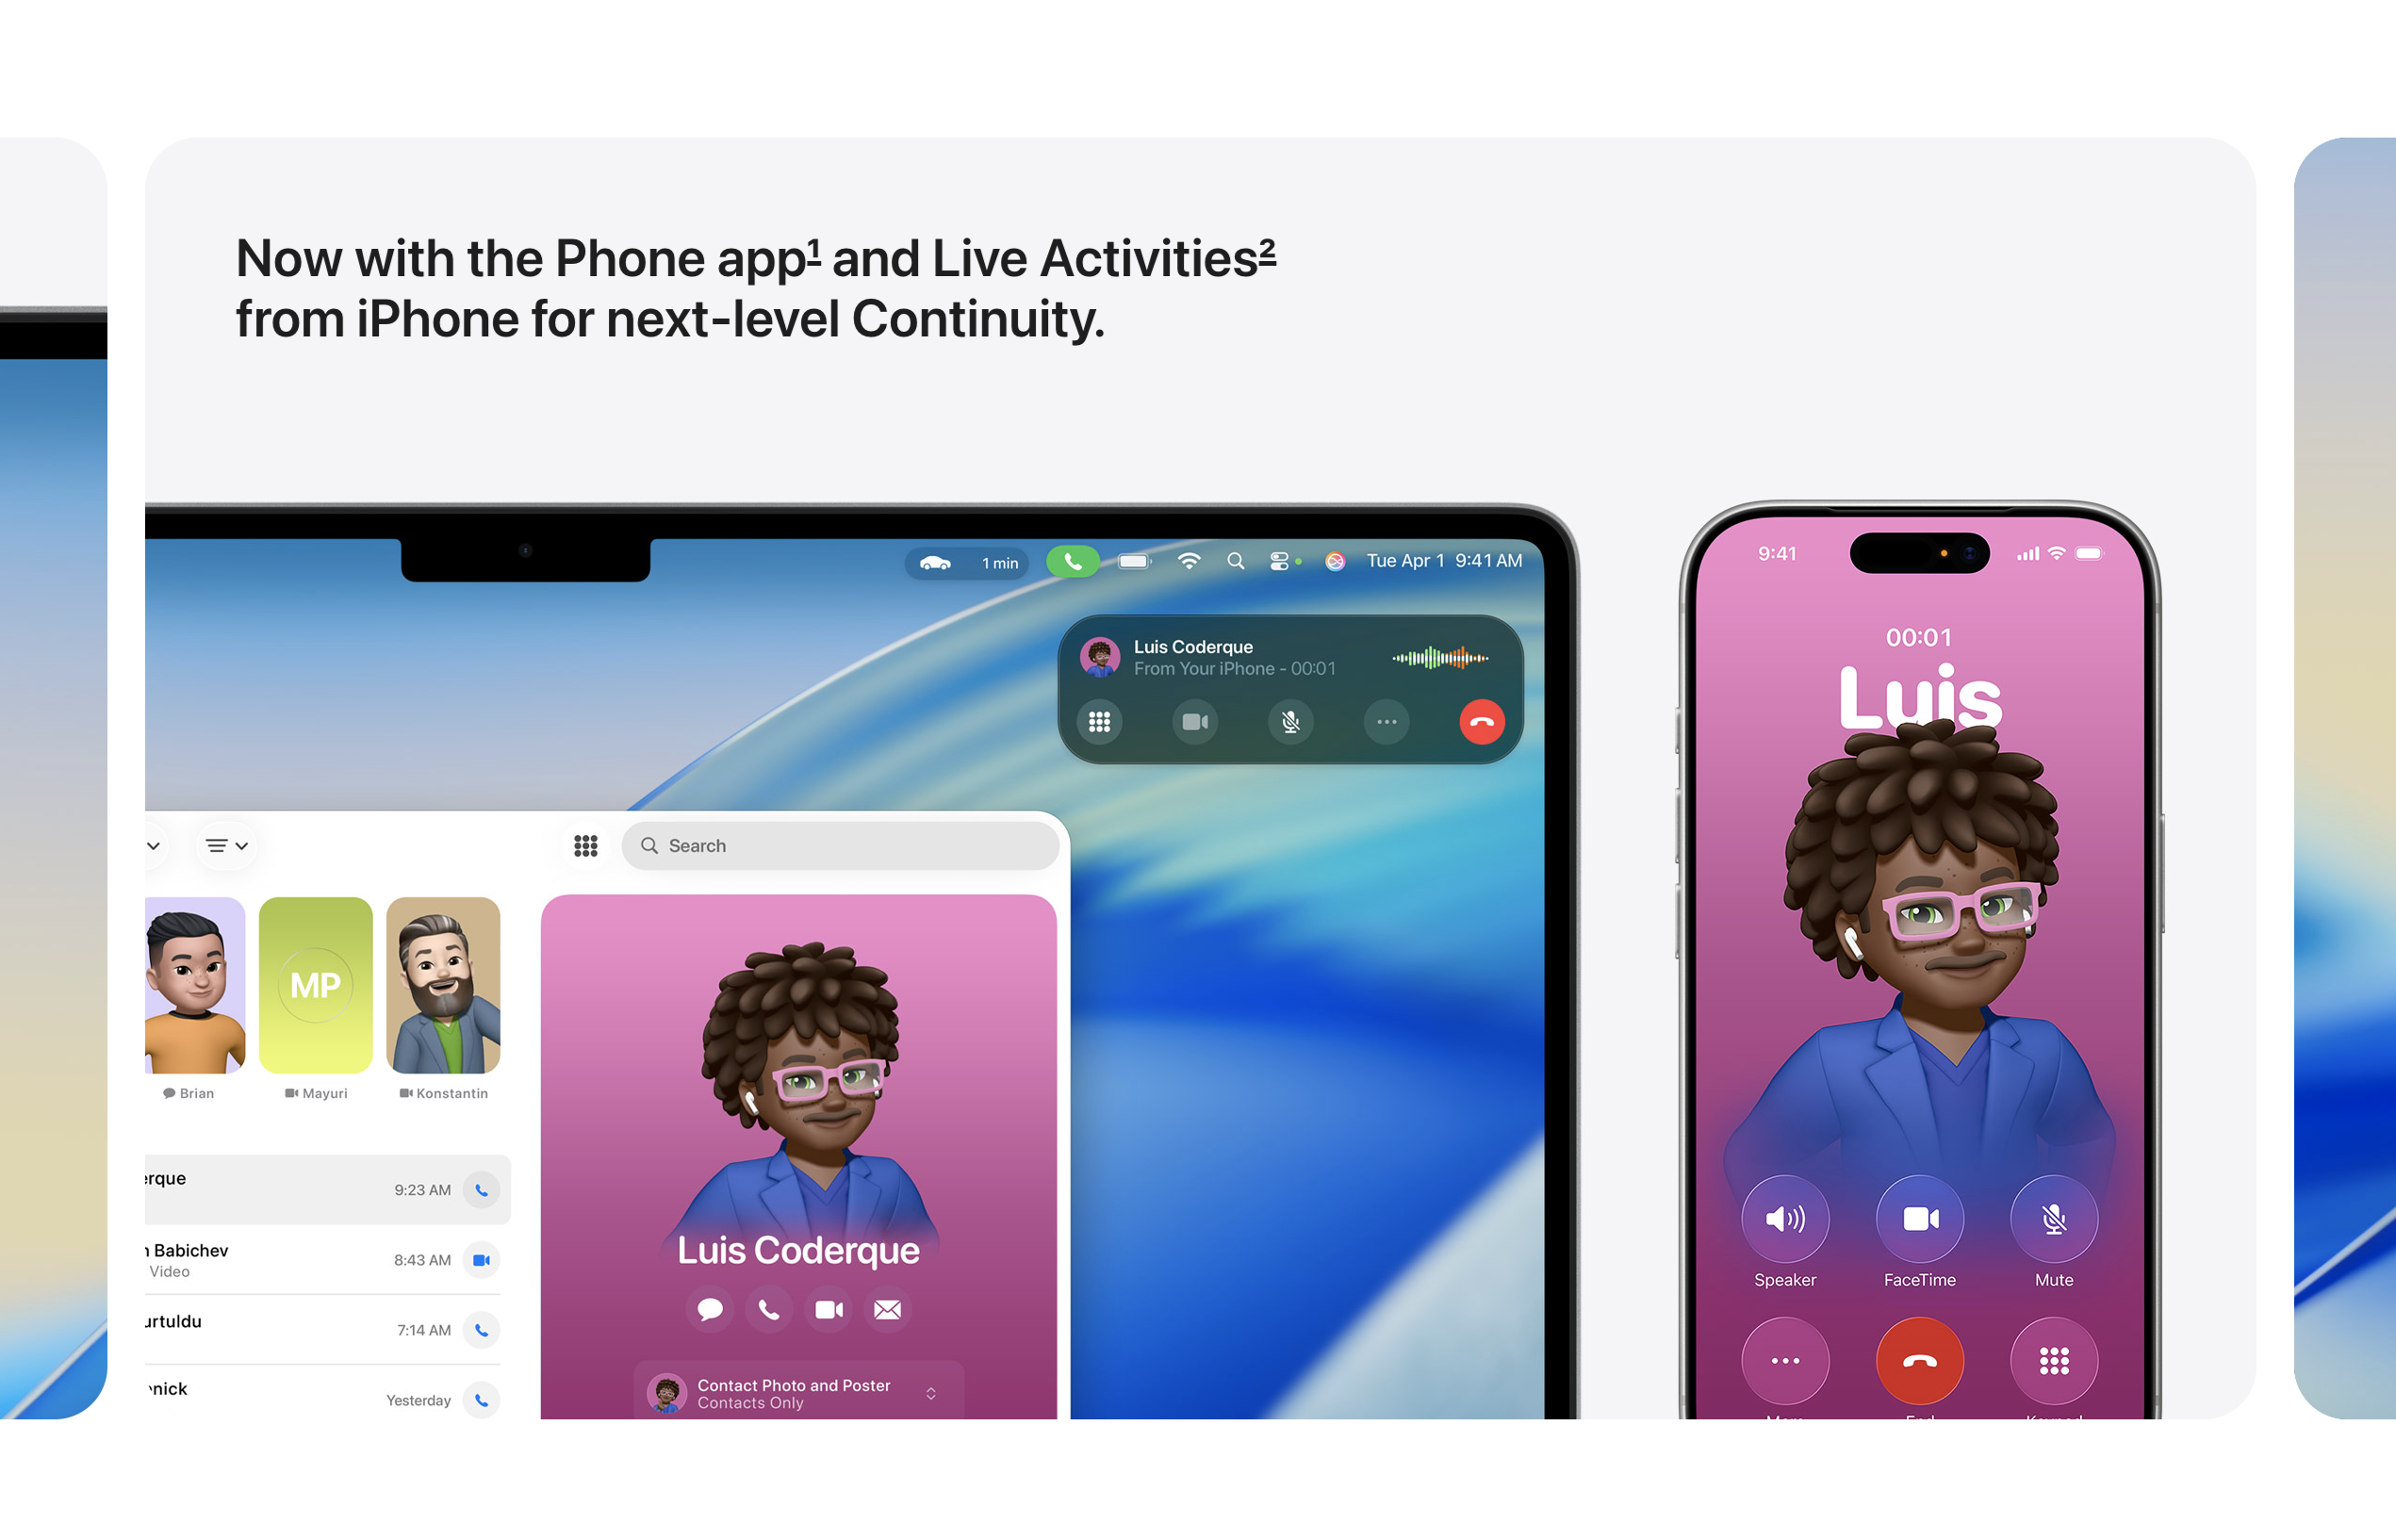 Now with the Phone app¹ and Live Activities²
from iPhone for next-level Continuity.
1 min
Tue Apr 1 9:41 AM
Luis Coderque
From Your iPhone - 00:01
Search
MP
Brian
Mayuri
Konstantin
erque
9:23 AM
Babichev
Video
8:43 AM
urtuldu
7:14 AM
nick
Yesterday
Luis Coderque
Contact Photo and Poster
Contacts Only
9:41
00:01
Luis
Speaker
FaceTime
Mute